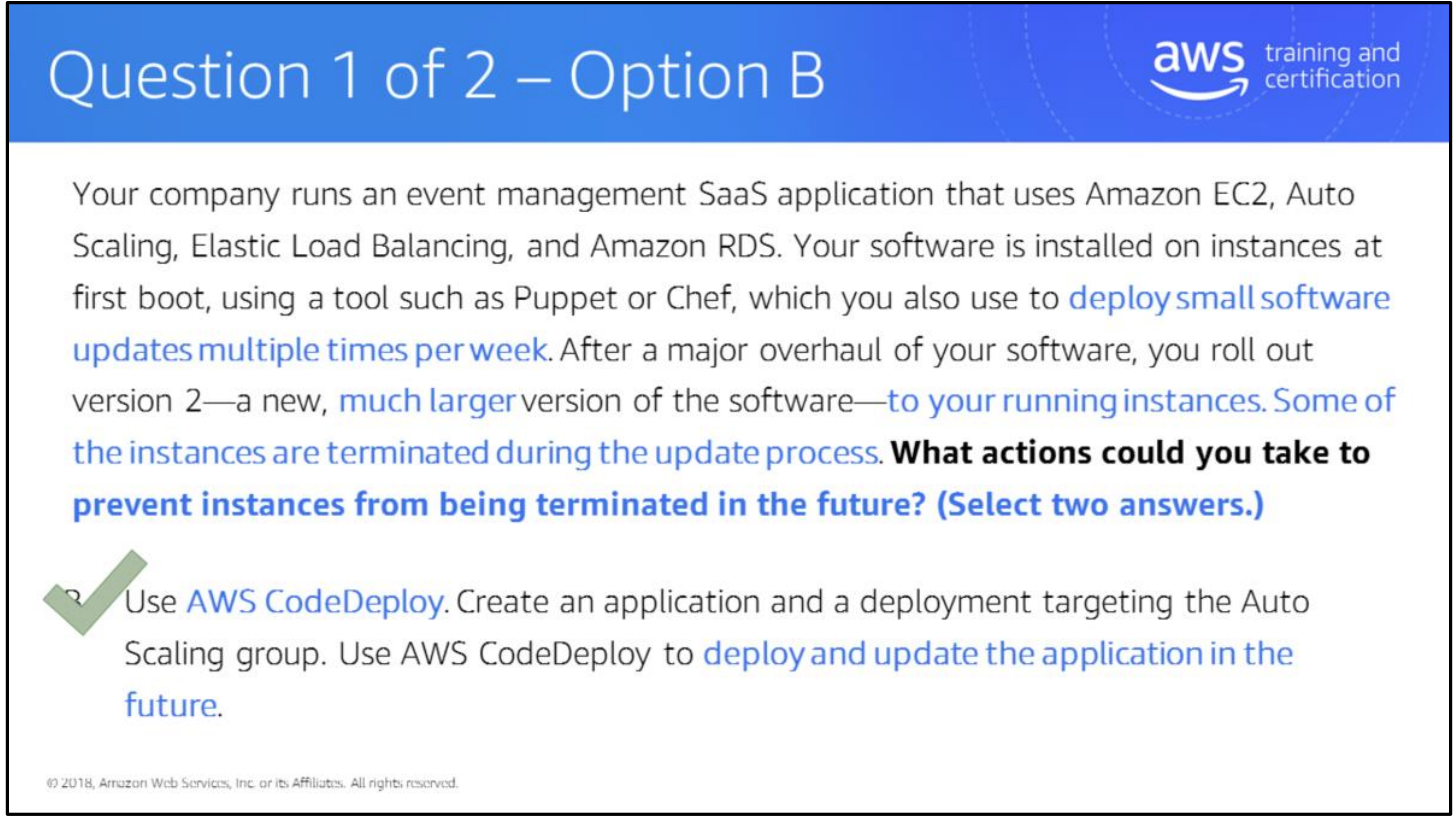 Question 1 of 2 – Option B
aws training and
certification
Your company runs an event management SaaS application that uses Amazon EC2, Auto
Scaling, Elastic Load Balancing, and Amazon RDS. Your software is installed on instances at
first boot, using a tool such as Puppet or Chef, which you also use to deploy small software
updates multiple times per week. After a major overhaul of your software, you roll out
version 2—a new, much larger version of the software—to your running instances. Some of
the instances are terminated during the update process. What actions could you take to
prevent instances from being terminated in the future? (Select two answers.)
Use AWS CodeDeploy. Create an application and a deployment targeting the Auto
Scaling group. Use AWS CodeDeploy to deploy and update the application in the
future.
© 2018, Amazon Web Services, Inc. or its Affiliates. All rights reserved.